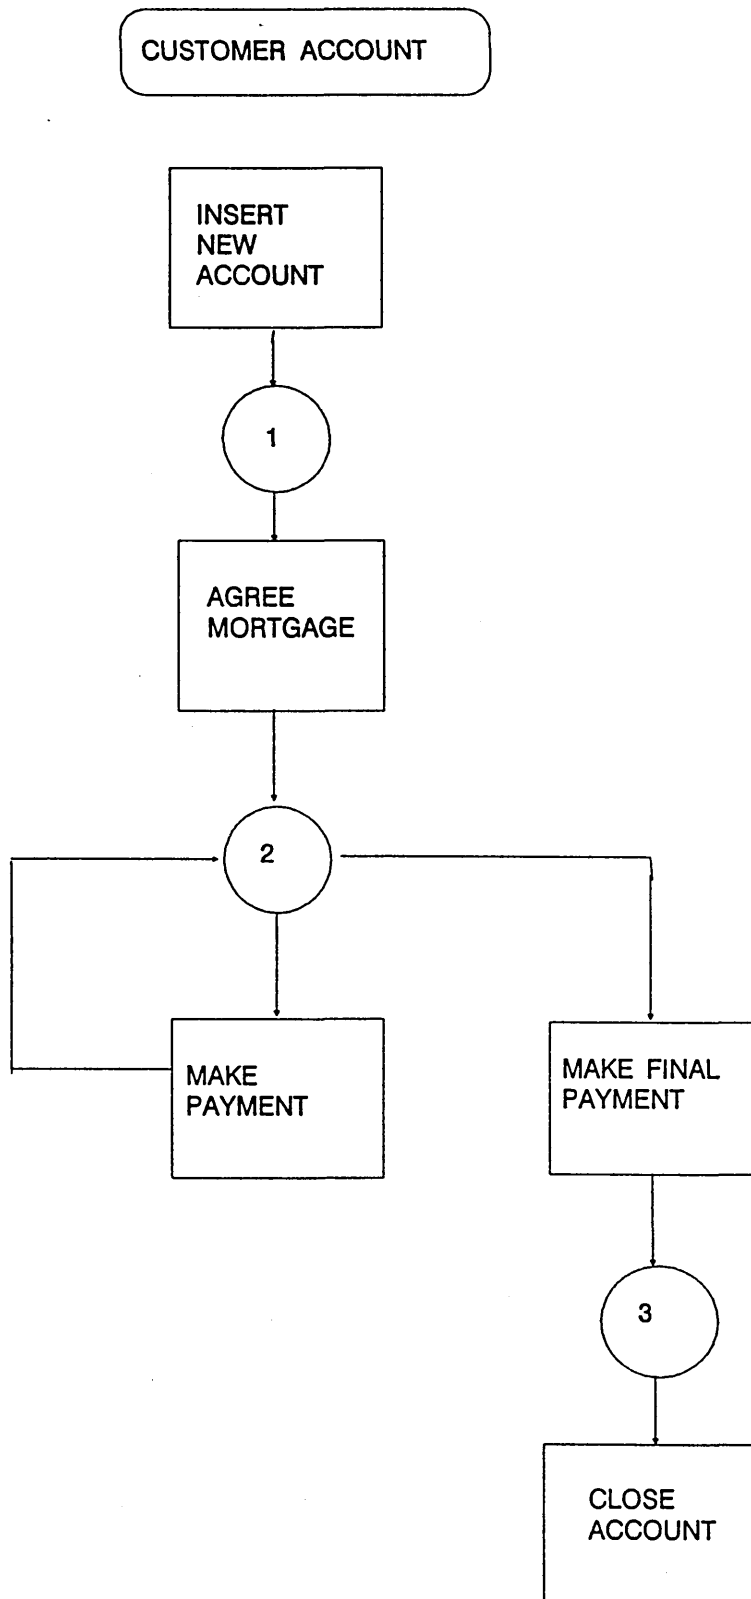 CUSTOMER ACCOUNT
INSERT
NEW
ACCOUNT
1
AGREE
MORTGAGE
2
MAKE
PAYMENT
MAKE FINAL
PAYMENT
3
CLOSE
ACCOUNT